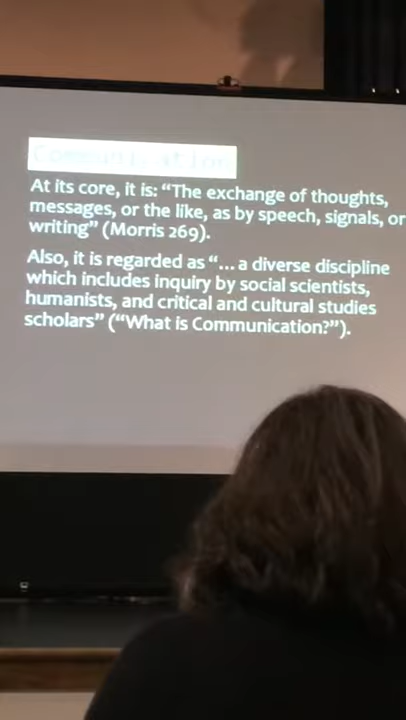 Communication
At its core, it is: “The exchange of thoughts,
messages, or the like, as by speech, signals, or
writing” (Morris 269).
Also, it is regarded as “... a diverse discipline
which includes inquiry by social scientists,
humanists, and critical and cultural studies
scholars” (“What is Communication?”).